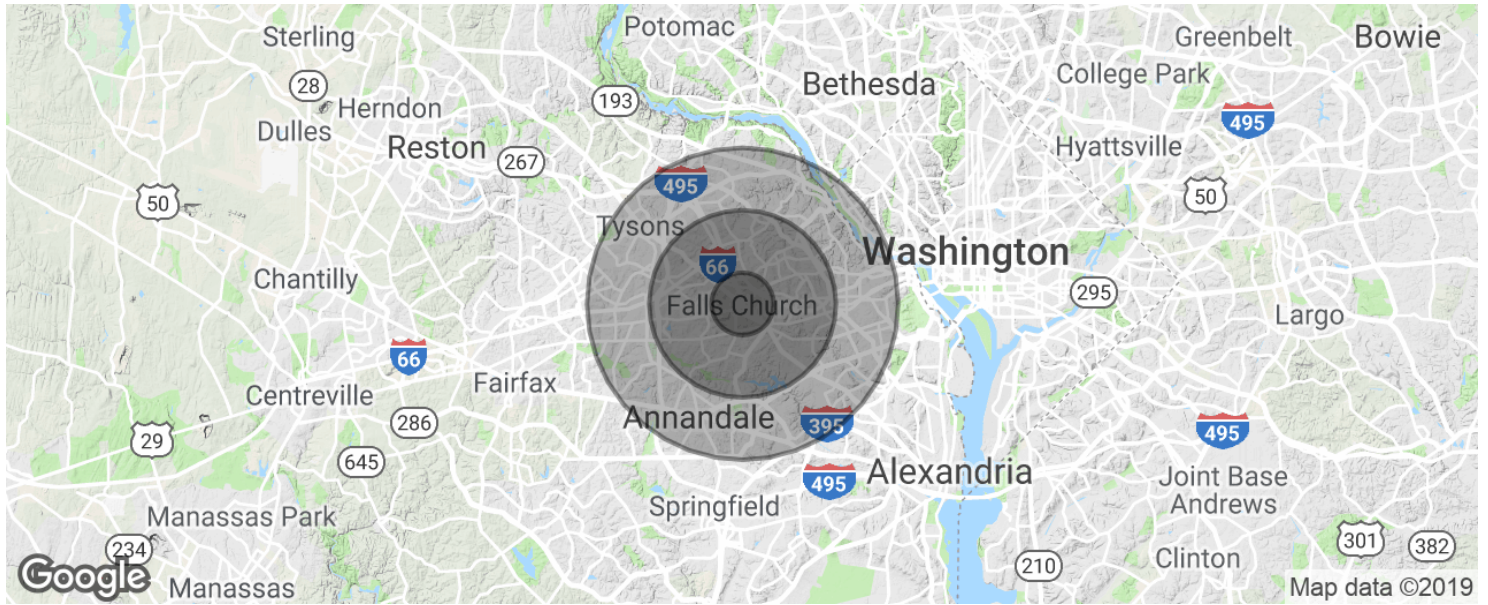 Potomac
Sterling
Greenbelt
Bowie
28
Bethesda
College Park
193
Herndon
495
Dulles
Reston
267
Hyattsville
495
50
50
Tysons
Washington
66
Chantilly
295
Falls Church
Largo
66
Fairfax
Centreville
286
Annandale
395
29
495
645
Alexandria
495
Joint Base
Andrews
Springfield
Manassas Park
234
301
382
Clinton
210
Google
Manassas
Map data ©2019